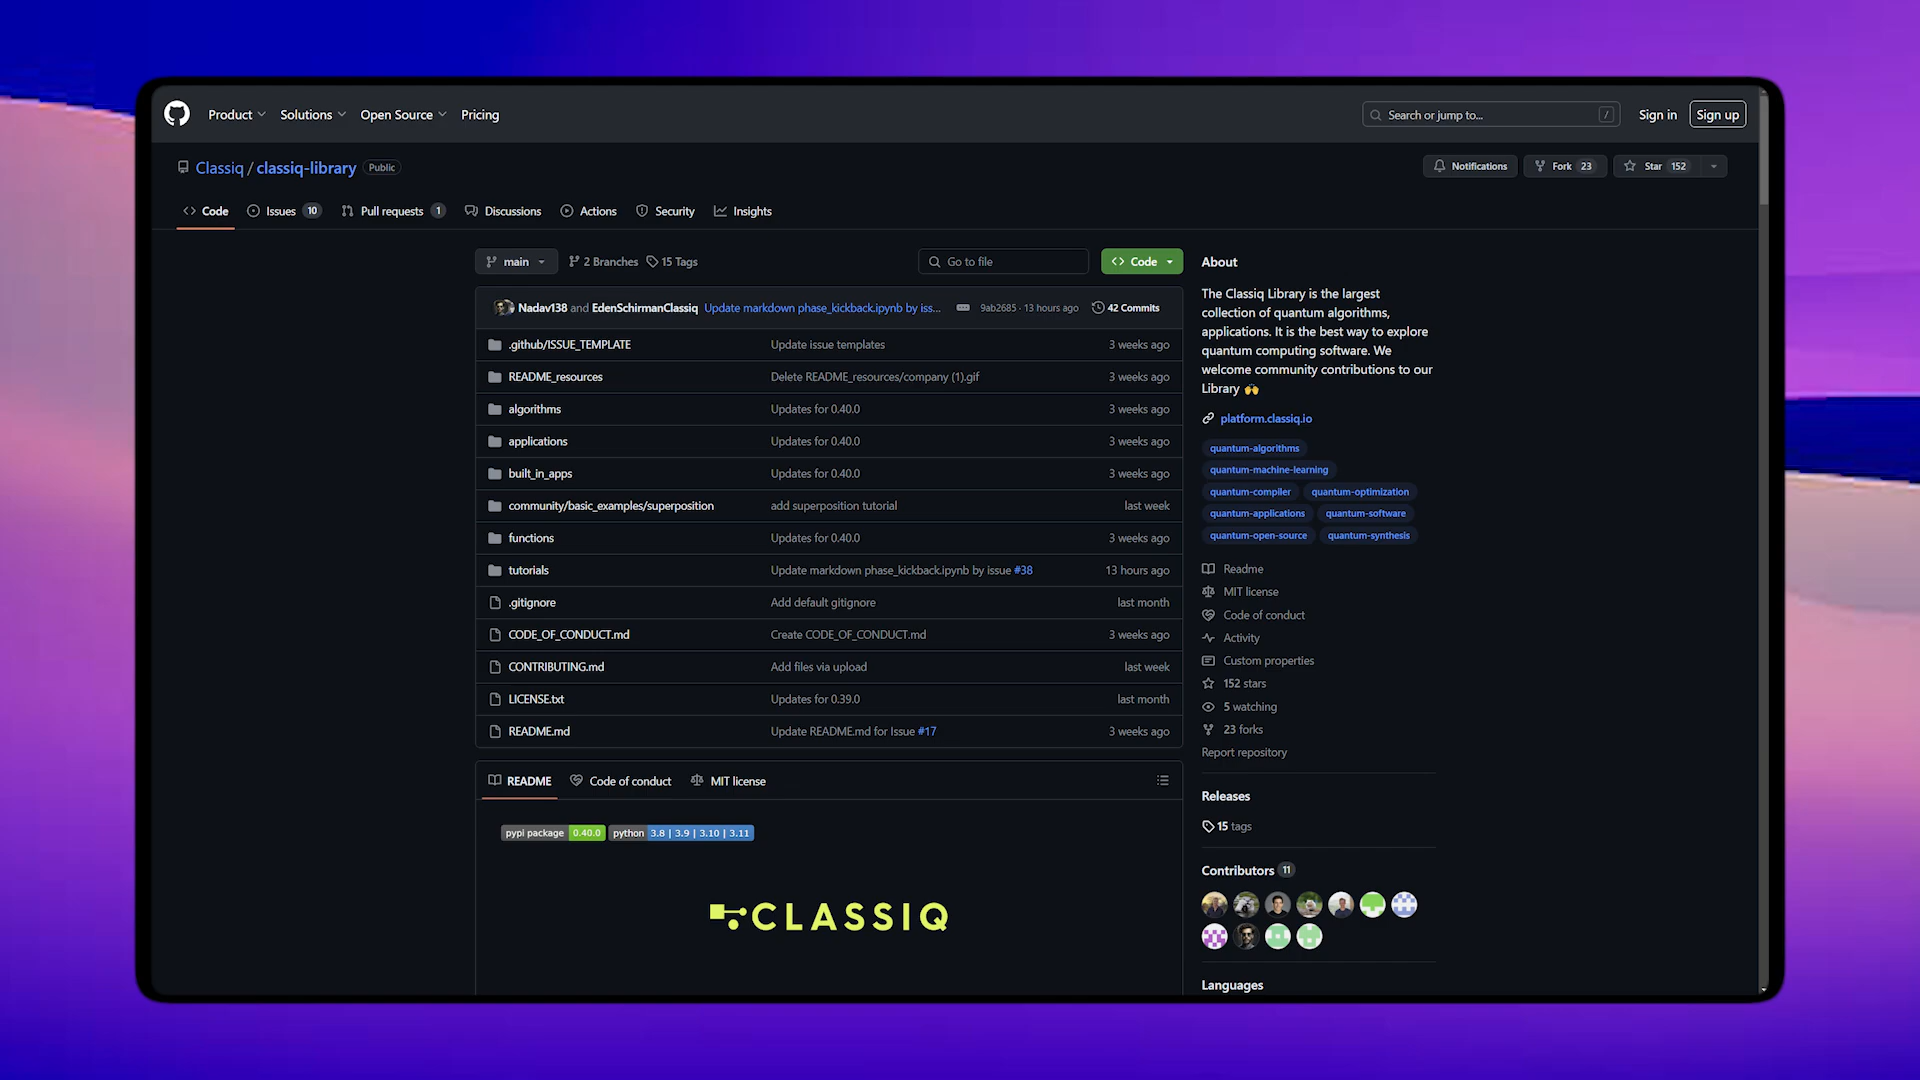 Product Solutions Open Source Pricing Search or jump to... / Sign in Sign up
Classiq / classiq-library Public Notifications Fork 23 Star 152
Code Issues 10 Pull requests 1 Discussions Actions Security Insights
main 2 Branches 15 Tags Go to file Code
Nadav138 and EdenSchirmanClassiq Update markdown phase_kickback.ipynb by iss... 9ab2685 · 13 hours ago 42 Commits
.github/ISSUE_TEMPLATE Update issue templates 3 weeks ago
README_resources Delete README_resources/company (1).gif 3 weeks ago
algorithms Updates for 0.40.0 3 weeks ago
applications Updates for 0.40.0 3 weeks ago
built_in_apps Updates for 0.40.0 3 weeks ago
community/basic_examples/superposition add superposition tutorial last week
functions Updates for 0.40.0 3 weeks ago
tutorials Update markdown phase_kickback.ipynb by issue #38 13 hours ago
.gitignore Add default gitignore last month
CODE_OF_CONDUCT.md Create CODE_OF_CONDUCT.md 3 weeks ago
CONTRIBUTING.md Add files via upload last week
LICENSE.txt Updates for 0.39.0 last month
README.md Update README.md for Issue #17 3 weeks ago
README Code of conduct MIT license
pypi package 0.40.0 python 3.8 | 3.9 | 3.10 | 3.11
CLASSIQ
About
The Classiq Library is the largest
collection of quantum algorithms,
applications. It is the best way to explore
quantum computing software. We
welcome community contributions to our
Library 🙌
platform.classiq.io
quantum-algorithms
quantum-machine-learning
quantum-compiler quantum-optimization
quantum-applications quantum-software
quantum-open-source quantum-synthesis
Readme
MIT license
Code of conduct
Activity
Custom properties
152 stars
5 watching
23 forks
Report repository
Releases
15 tags
Contributors 11
Languages